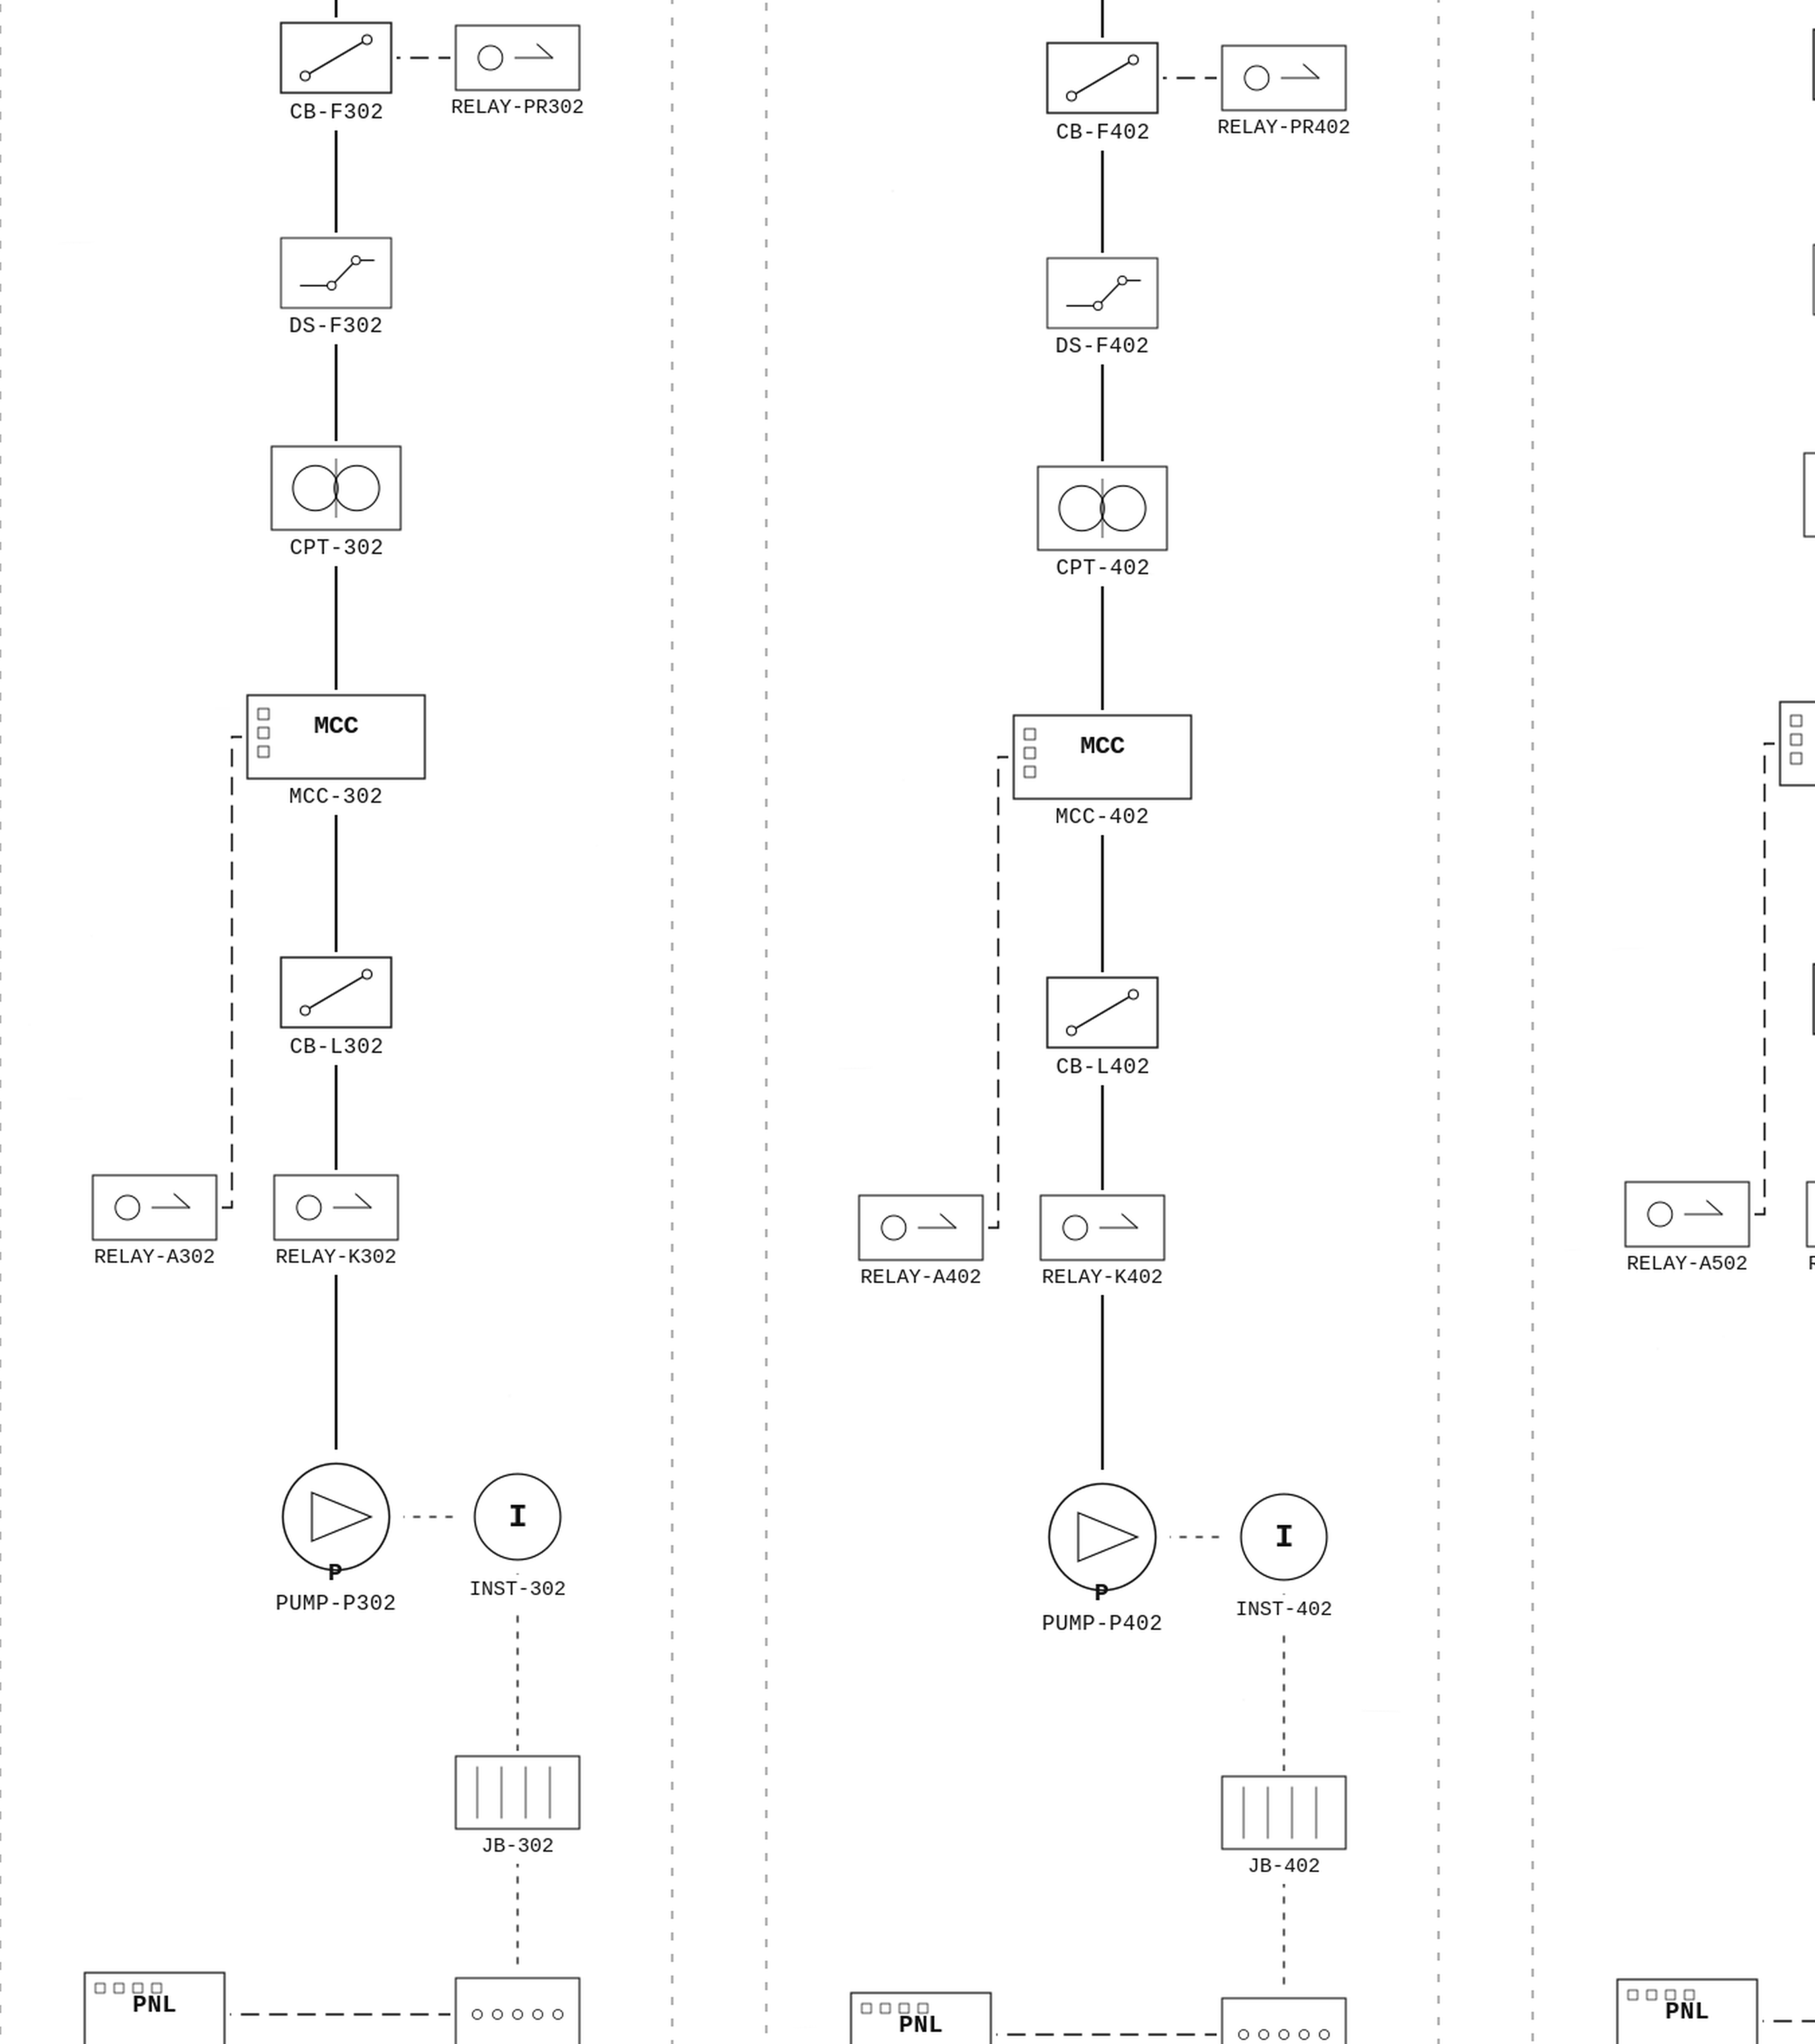 CB-F302
RELAY-PR302
CB-F402
RELAY-PR402
DS-F302
DS-F402
CPT-302
CPT-402
MCC
MCC-302
MCC
MCC-402
CB-L302
CB-L402
RELAY-A302
RELAY-K302
RELAY-A402
RELAY-K402
RELAY-A502
I
P
PUMP-P302
INST-302
I
P
PUMP-P402
INST-402
JB-302
JB-402
PNL
PNL
PNL